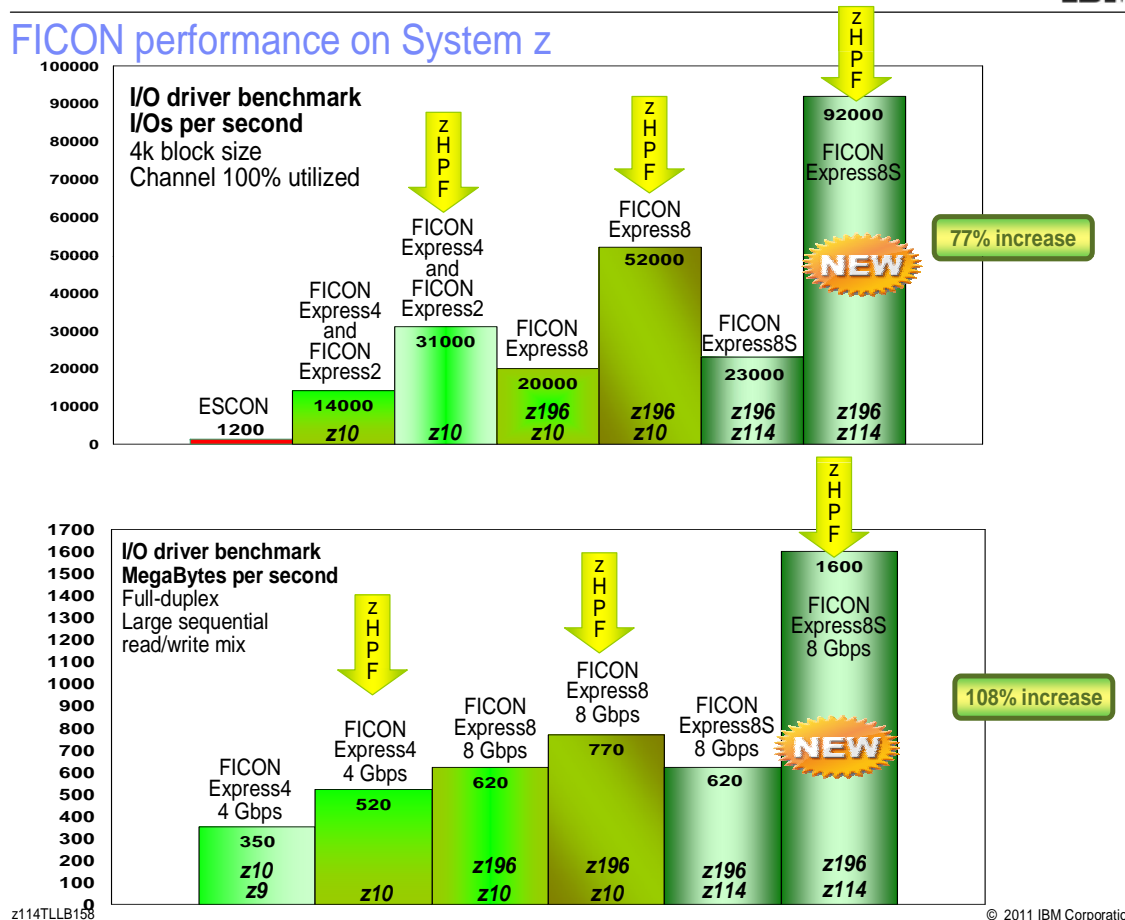 FICON performance on System z
100000
90000
80000
70000
60000
50000
40000
30000
20000
10000
0
I/O driver benchmark
I/Os per second
4k block size
Channel 100% utilized
ESCON
1200
FICON
Express4
and
FICON
Express2
14000
z10
z
H
P
F
FICON
Express4
and
FICON
Express2
31000
z10
FICON
Express8
20000
z196
z10
z
H
P
F
FICON
Express8
52000
z196
z10
FICON
Express8S
23000
z196
z114
z
H
P
F
92000
FICON
Express8S
NEW
z196
z114
77% increase
1700
1600
1500
1400
1300
1200
1100
1000
900
800
700
600
500
400
300
200
100
0
I/O driver benchmark
MegaBytes per second
Full-duplex
Large sequential
read/write mix
FICON
Express4
4 Gbps
350
z10
z9
z
H
P
F
FICON
Express4
4 Gbps
520
z10
FICON
Express8
8 Gbps
620
z196
z10
z
H
P
F
FICON
Express8
8 Gbps
770
z196
z10
FICON
Express8S
8 Gbps
620
z196
z114
z
H
P
F
1600
FICON
Express8S
8 Gbps
NEW
z196
z114
108% increase
z114TLLB158
© 2011 IBM Corporatio